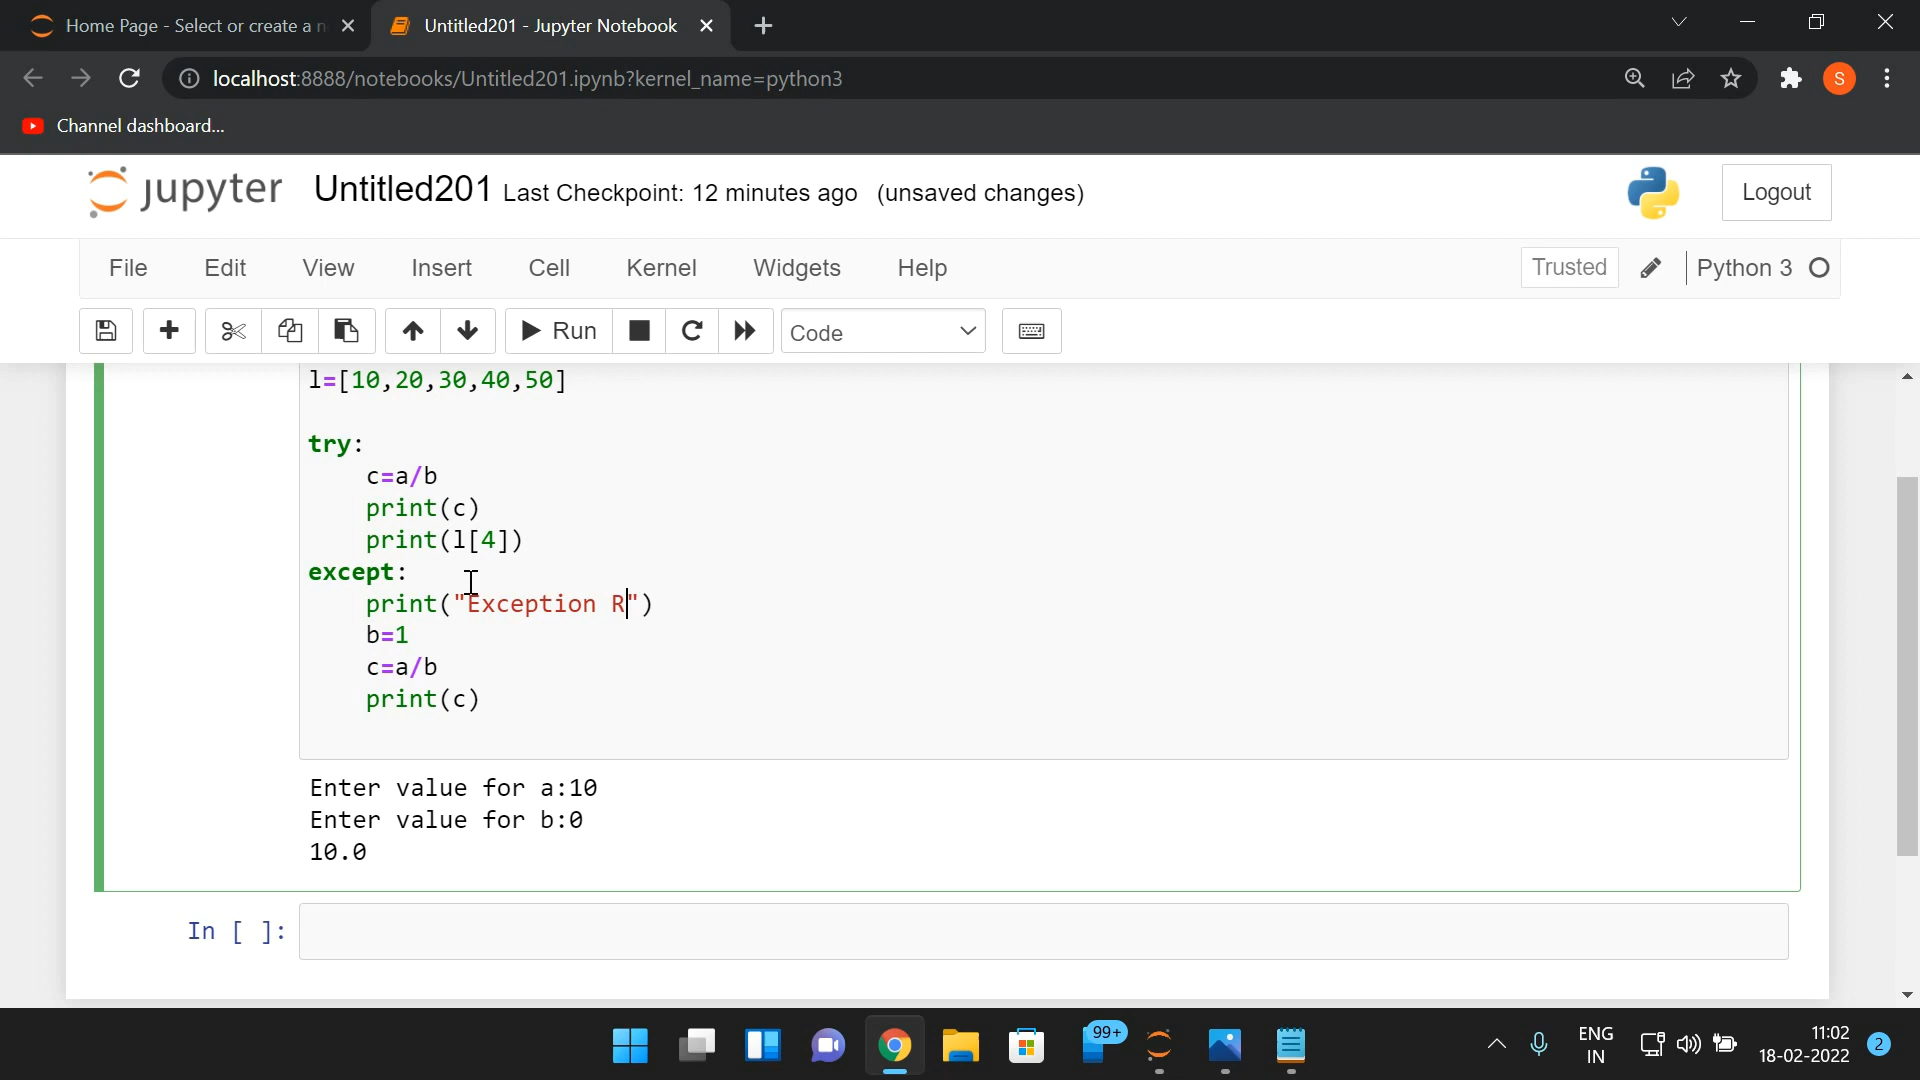 Home Page - Select or create a n
Untitled201 - Jupyter Notebook
localhost:8888/notebooks/Untitled201.ipynb?kernel_name=python3
S
Channel dashboard...
jupyter Untitled201 Last Checkpoint: 12 minutes ago (unsaved changes)
Logout
File Edit View Insert Cell Kernel Widgets Help
Trusted Python 3
Run Code
l=[10,20,30,40,50]
try:
c=a/b
print(c)
print(l[4])
except:
print("Exception R")
b=1
c=a/b
print(c)
Enter value for a:10
Enter value for b:0
10.0
In [ ]:
99+
ENG
IN
11:02
18-02-2022
2